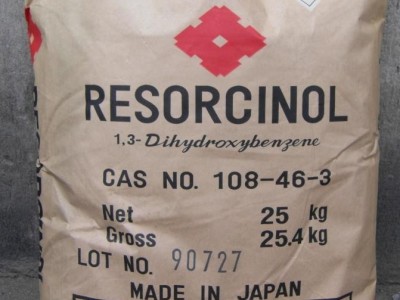 RESORCINOL
1,3-Dihydroxybenzene
CAS NO. 108-46-3
Net 25 kg
Gross 25.4 kg
LOT NO. 90727
MADE IN JAPAN